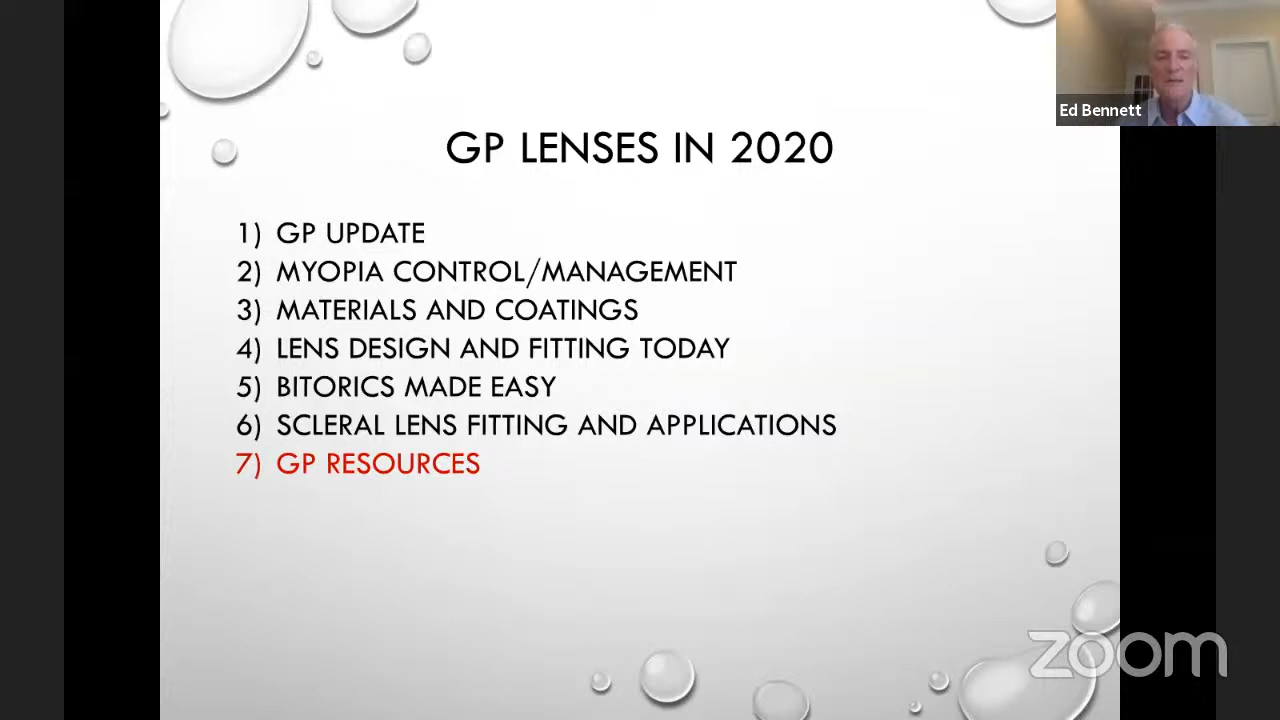 Ed Bennett
GP LENSES IN 2020
1) GP UPDATE
2) MYOPIA CONTROL/MANAGEMENT
3) MATERIALS AND COATINGS
4) LENS DESIGN AND FITTING TODAY
5) BITORICS MADE EASY
6) SCLERAL LENS FITTING AND APPLICATIONS
7) GP RESOURCES
zoom